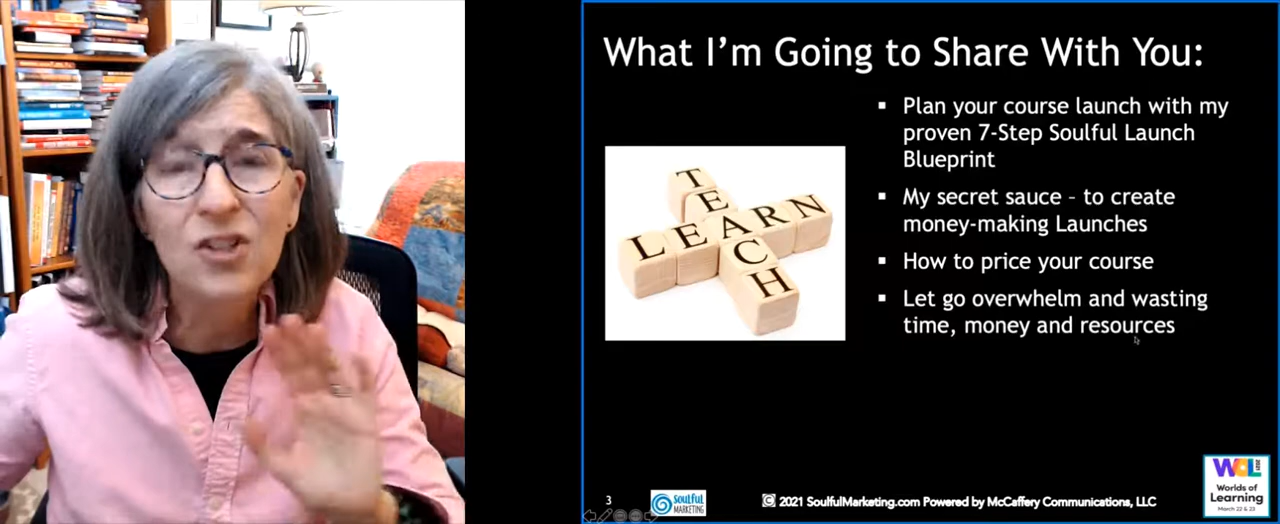 What I'm Going to Share With You:
▪ Plan your course launch with my
proven 7-Step Soulful Launch
Blueprint
▪ My secret sauce – to create
money-making Launches
▪ How to price your course
▪ Let go overwhelm and wasting
time, money and resources
TEACH
LEARN
3
soulful
MARKETING
© 2021 SoulfulMarketing.com Powered by McCaffery Communications, LLC
WOL 2021
Worlds of
Learning
March 22 & 23